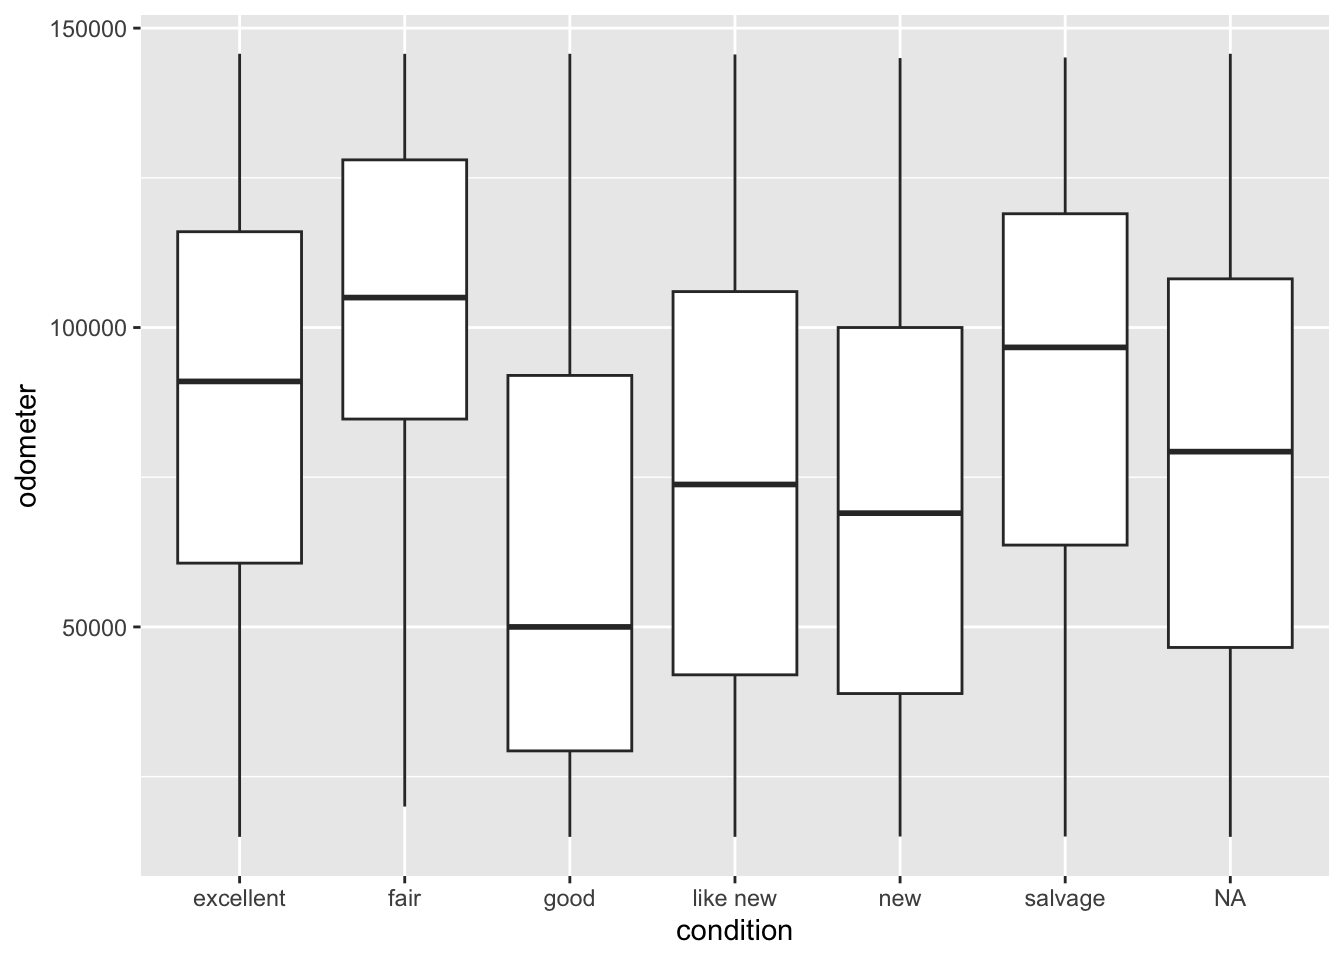 150000
100000
50000
odometer
excellent fair good like new new salvage NA
condition